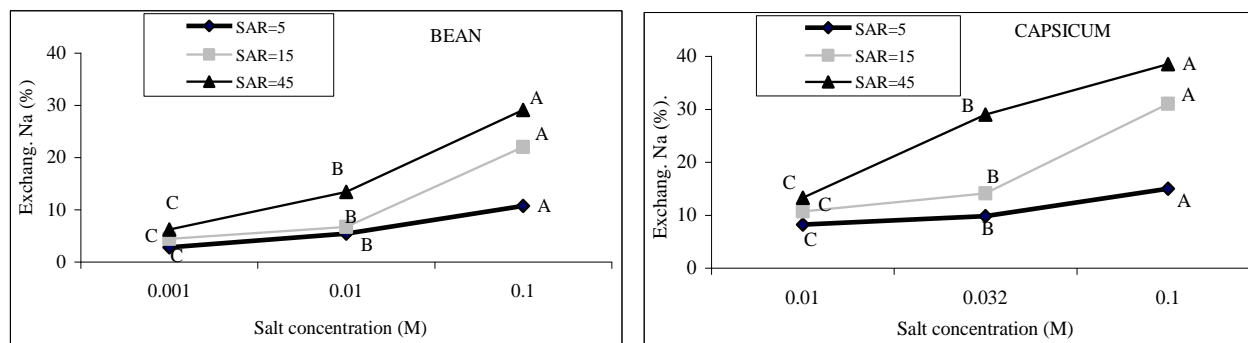 BEAN
SAR=5
SAR=15
SAR=45
Exchang. Na (%)
40
30
20
10
0
A
A
A
B
B
B
C
C
C
0.001 0.01 0.1
Salt concentration (M)
CAPSICUM
SAR=5
SAR=15
SAR=45
Exchang. Na (%).
40
30
20
10
0
A
A
A
B
B
B
C
C
C
0.01 0.032 0.1
Salt concentration (M)